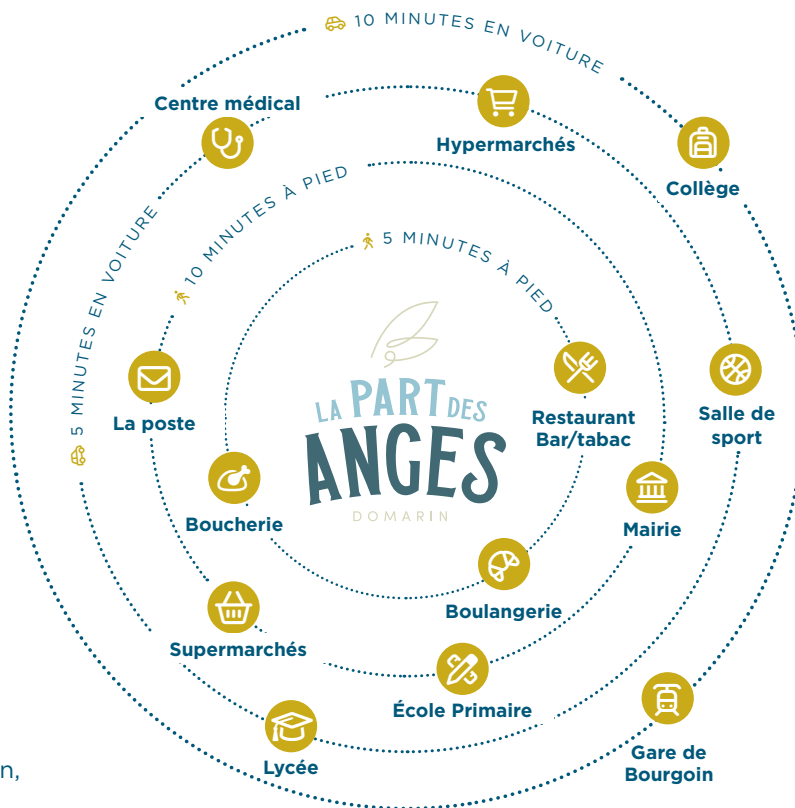 10 MINUTES EN VOITURE
Centre médical
Hypermarchés
Collège
5 MINUTES EN VOITURE
10 MINUTES À PIED
5 MINUTES À PIED
La poste
LA PART DES
ANGES
DOMARIN
Restaurant
Bar/tabac
Salle de
sport
Boucherie
Mairie
Boulangerie
Supermarchés
École Primaire
Lycée
Gare de
Bourgoin
n,